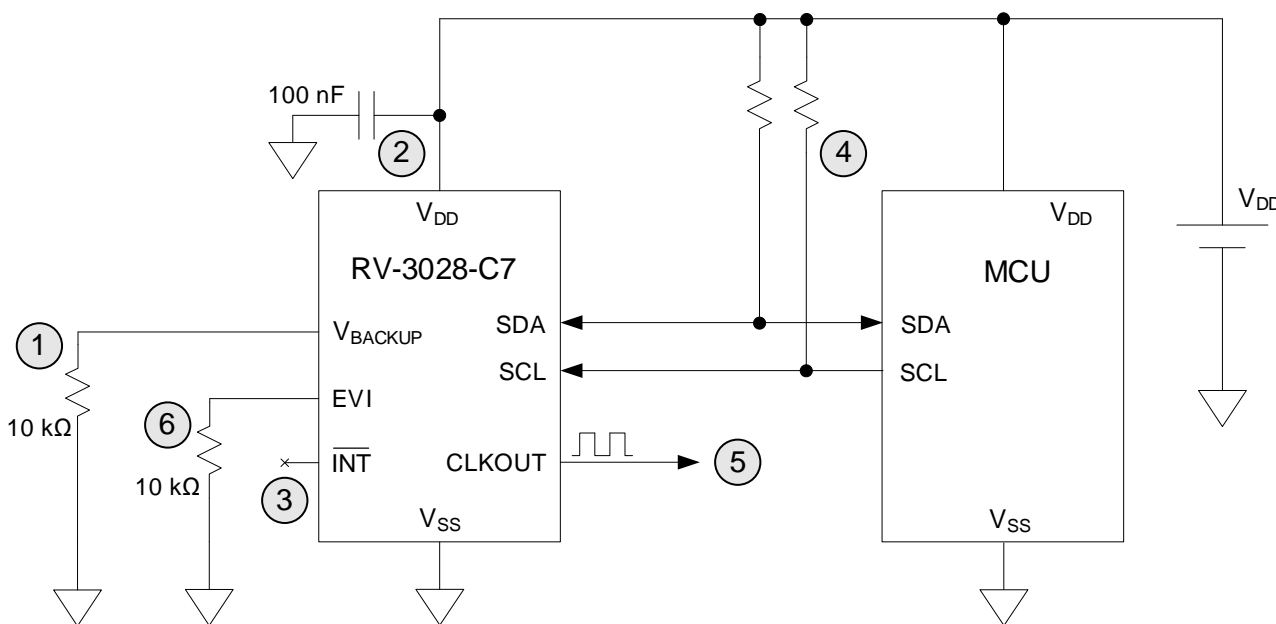 100 nF
2
4
V_DD
V_DD
V_DD
RV-3028-C7
MCU
1
V_BACKUP
SDA
SDA
SCL
SCL
EVI
10 kΩ
6
I̅N̅T̅
CLKOUT
5
10 kΩ
3
V_SS
V_SS